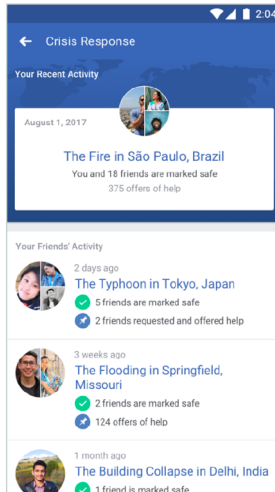 2:04
Crisis Response
Your Recent Activity
August 1, 2017
The Fire in São Paulo, Brazil
You and 18 friends are marked safe
375 offers of help
Your Friends' Activity
2 days ago
The Typhoon in Tokyo, Japan
5 friends are marked safe
2 friends requested and offered help
3 weeks ago
The Flooding in Springfield,
Missouri
2 friends are marked safe
124 offers of help
1 month ago
The Building Collapse in Delhi, India
1 friend is marked safe